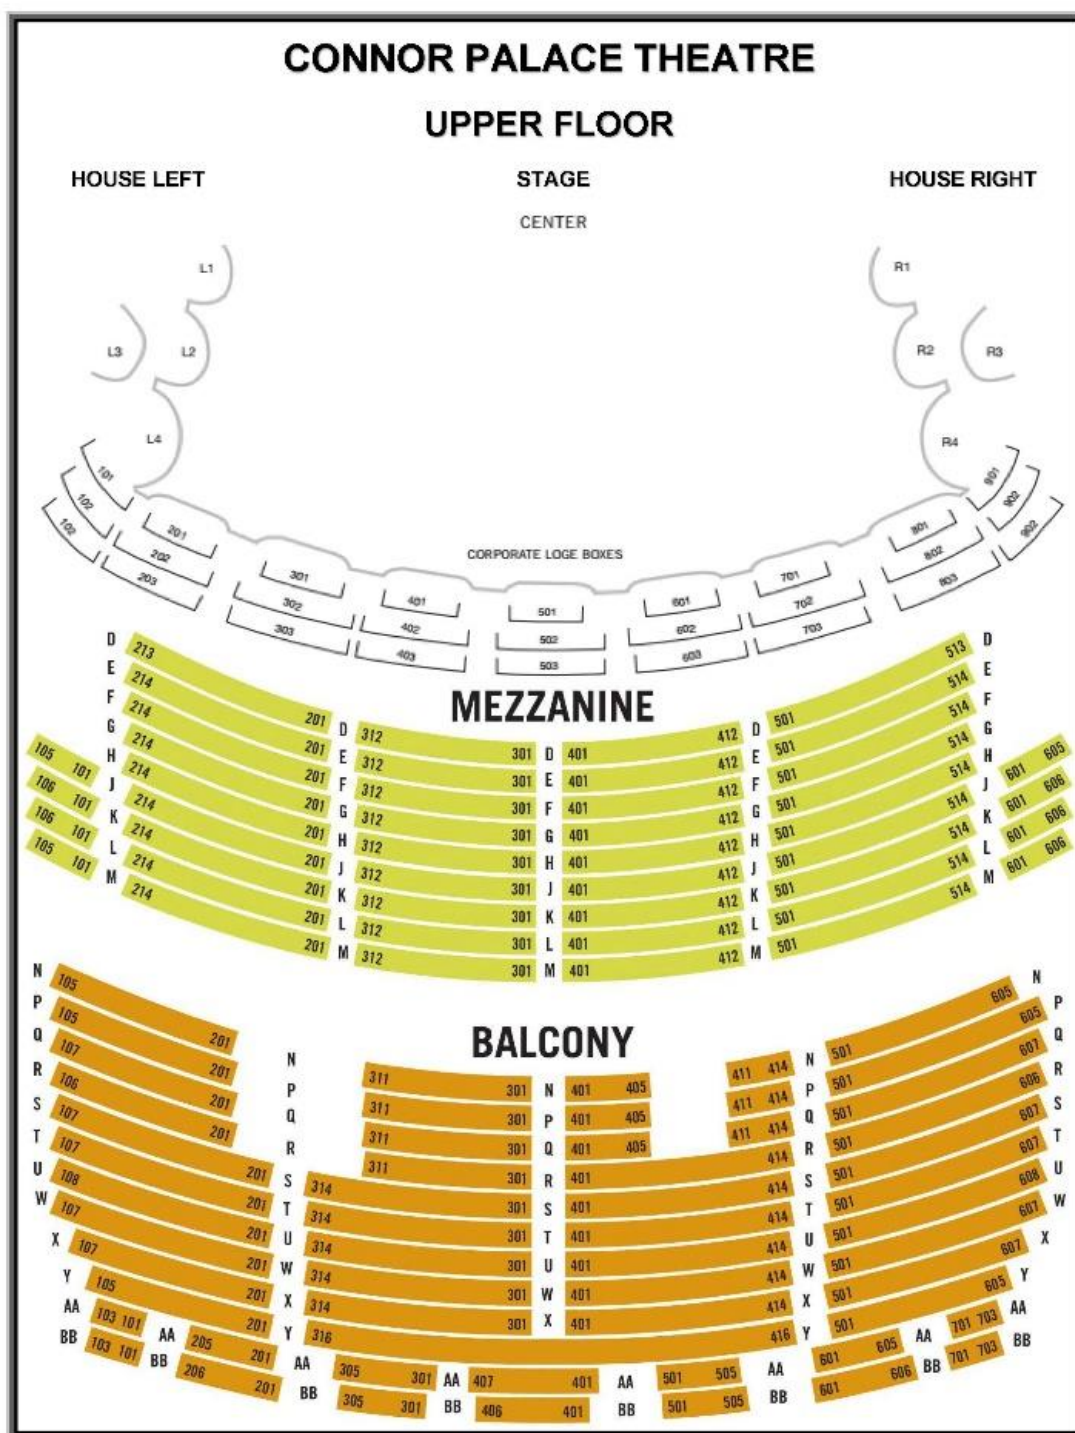 CONNOR PALACE THEATRE
UPPER FLOOR
HOUSE LEFT STAGE HOUSE RIGHT
CENTER
L1 R1
L3 L2 R2 R3
L4 R4
101 901
102 902
102 902
201 801
202 802
203 803
CORPORATE LOGE BOXES
301 401 501 601 701
302 402 502 602 702
303 403 503 603 703
MEZZANINE
D 213 201 D 312 301 D 401 412 D 501 513 D
E 214 201 E 312 301 E 401 412 E 501 514 E
F 214 201 F 312 301 F 401 412 F 501 514 F
G 214 201 G 312 301 G 401 412 G 501 514 G
105 101 H 214 201 H 312 301 H 401 412 H 501 514 H 601 605
106 101 J 214 201 J 312 301 J 401 412 J 501 514 J 601 606
106 101 K 214 201 K 312 301 K 401 412 K 501 514 K 601 606
105 101 L 214 201 L 312 301 L 401 412 L 501 514 L 601 606
M 214 201 M 312 301 M 401 412 M 501 514 M
BALCONY
N 105 201 N 311 301 N 401 405 411 414 N 501 605 N
P 105 201 P 311 301 P 401 405 411 414 P 501 605 P
Q 107 201 Q 311 301 Q 401 405 411 414 Q 501 607 Q
R 106 201 R 311 301 R 401 414 R 501 606 R
S 107 201 S 314 301 S 401 414 S 501 607 S
T 107 201 T 314 301 T 401 414 T 501 607 T
U 108 201 U 314 301 U 401 414 U 501 608 U
W 107 201 W 314 301 W 401 414 W 501 607 W
X 107 201 X 314 301 X 401 414 X 501 607 X
Y 105 201 Y 316 416 Y 501 605 Y
AA 103 101 AA 205 201 AA 305 301 AA 407 401 AA 501 505 AA 601 605 AA 701 703 AA
BB 103 101 BB 206 201 BB 305 301 BB 406 401 BB 501 505 BB 601 606 BB 701 703 BB